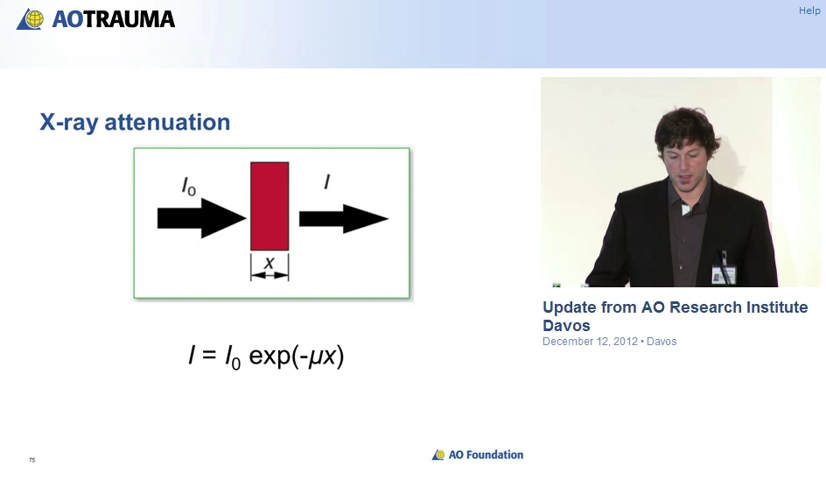 AOTRAUMA
Help
X-ray attenuation
I₀
I
x
I = I₀ exp(-μx)
Update from AO Research Institute
Davos
December 12, 2012 • Davos
75
AO Foundation